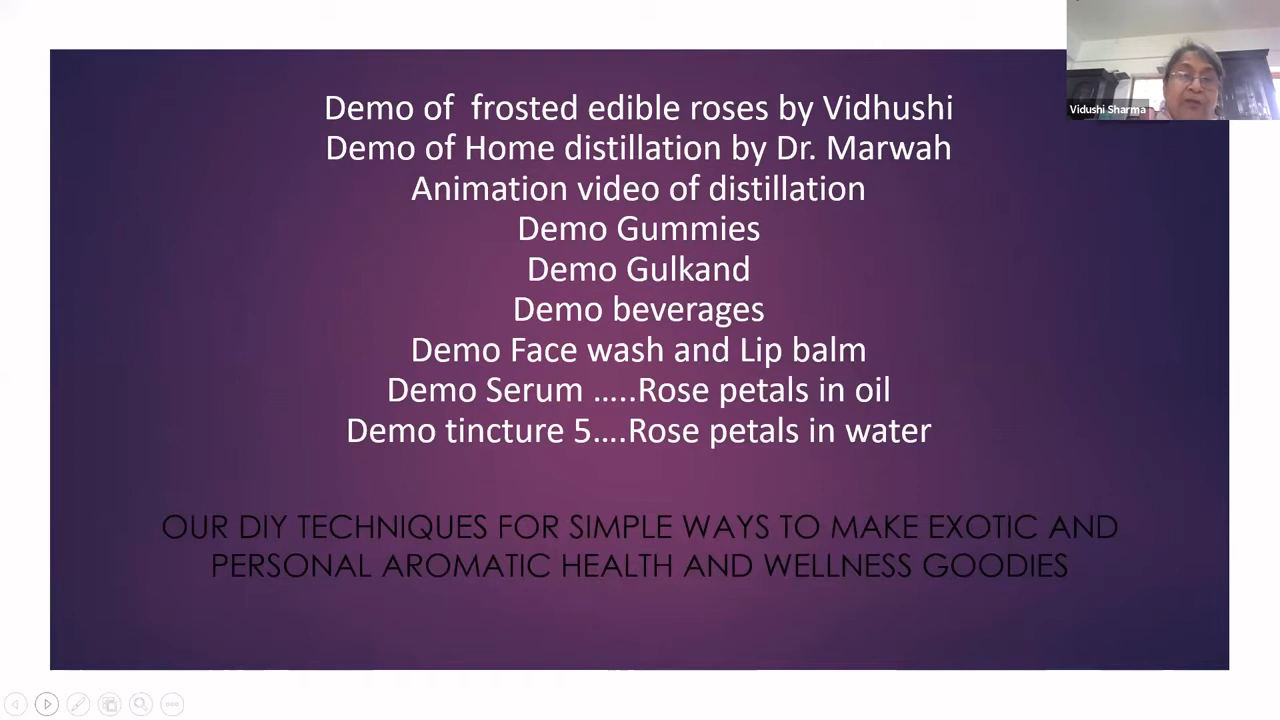 Demo of  frosted edible roses by Vidhushi
Demo of Home distillation by Dr. Marwah
Animation video of distillation
Demo Gummies
Demo Gulkand
Demo beverages
Demo Face wash and Lip balm
Demo Serum …..Rose petals in oil
Demo tincture 5….Rose petals in water
OUR DIY TECHNIQUES FOR SIMPLE WAYS TO MAKE EXOTIC AND
PERSONAL AROMATIC HEALTH AND WELLNESS GOODIES
Vidushi Sharma